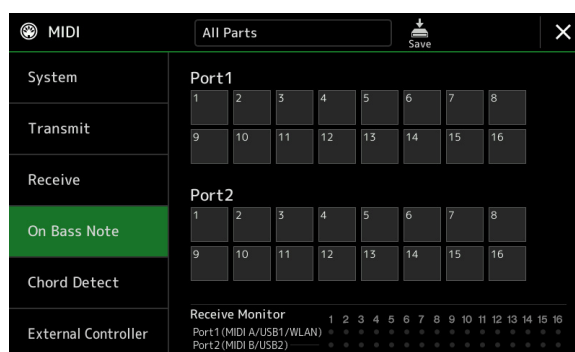 MIDI
All Parts
Save
System
Transmit
Receive
On Bass Note
Chord Detect
External Controller
Port1
1 2 3 4 5 6 7 8
9 10 11 12 13 14 15 16
Port2
1 2 3 4 5 6 7 8
9 10 11 12 13 14 15 16
Receive Monitor 1 2 3 4 5 6 7 8 9 10 11 12 13 14 15 16
Port1 (MIDI A/USB1/WLAN)
Port2 (MIDI B/USB2)